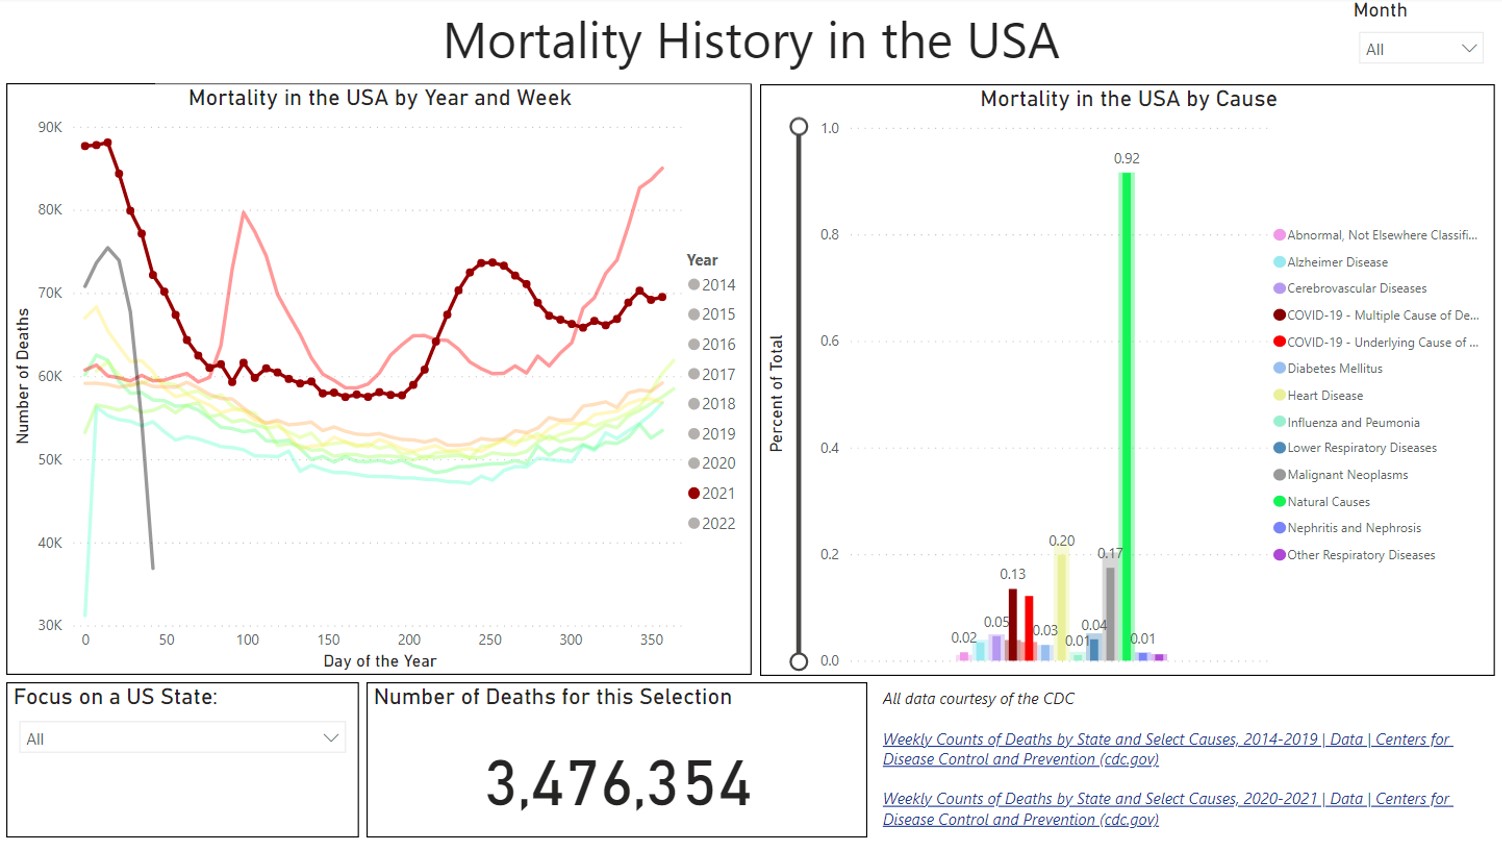 Mortality History in the USA
Month
All
Mortality in the USA by Year and Week
90K
80K
70K
60K
50K
40K
30K
Number of Deaths
0 50 100 150 200 250 300 350
Day of the Year
Year
2014
2015
2016
2017
2018
2019
2020
2021
2022
Mortality in the USA by Cause
1.0
0.8
0.6
0.4
0.2
0.0
Percent of Total
0.02
0.05
0.13
0.03
0.20
0.01
0.04
0.17
0.92
0.01
Abnormal, Not Elsewhere Classifi...
Alzheimer Disease
Cerebrovascular Diseases
COVID-19 - Multiple Cause of De...
COVID-19 - Underlying Cause of ...
Diabetes Mellitus
Heart Disease
Influenza and Peumonia
Lower Respiratory Diseases
Malignant Neoplasms
Natural Causes
Nephritis and Nephrosis
Other Respiratory Diseases
Focus on a US State:
All
Number of Deaths for this Selection
3,476,354
All data courtesy of the CDC
Weekly Counts of Deaths by State and Select Causes, 2014-2019 | Data | Centers for
Disease Control and Prevention (cdc.gov)
Weekly Counts of Deaths by State and Select Causes, 2020-2021 | Data | Centers for
Disease Control and Prevention (cdc.gov)